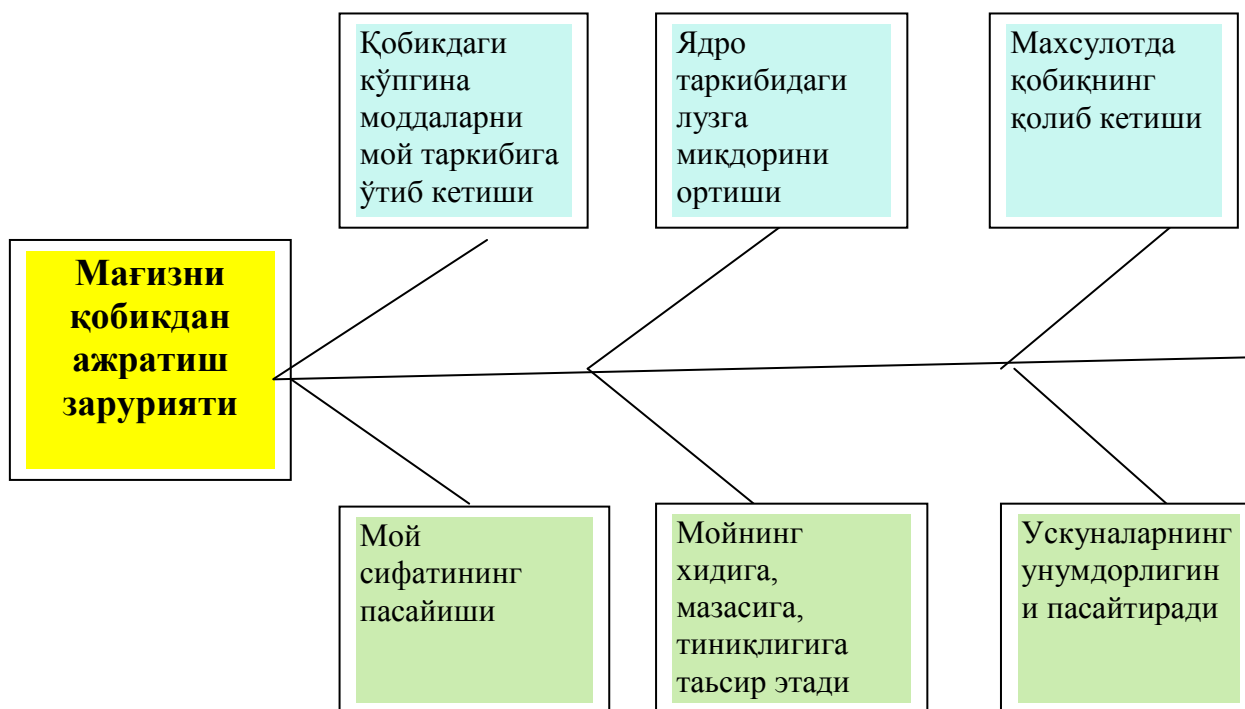 Қобикдаги
кўпгина
моддаларни
мой таркибига
ўтиб кетиши
Ядро
таркибидаги
лузга
миқдорини
ортиши
Махсулотда
қобиқнинг
қолиб кетиши
Мағизни
қобикдан
ажратиш
зарурияти
Мой
сифатининг
пасайиши
Мойнинг
хидига,
мазасига,
тиниқлигига
таьсир этади
Ускуналарнинг
унумдорлигин
и пасайтиради